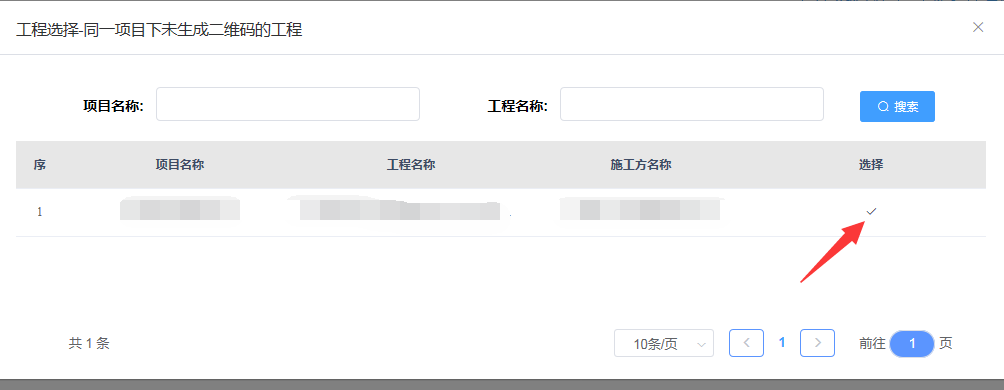 工程选择-同一项目下未生成二维码的工程
项目名称: 工程名称: 搜索
序 项目名称 工程名称 施工方名称 选择
1
共 1 条 10条/页 1 前往 1 页